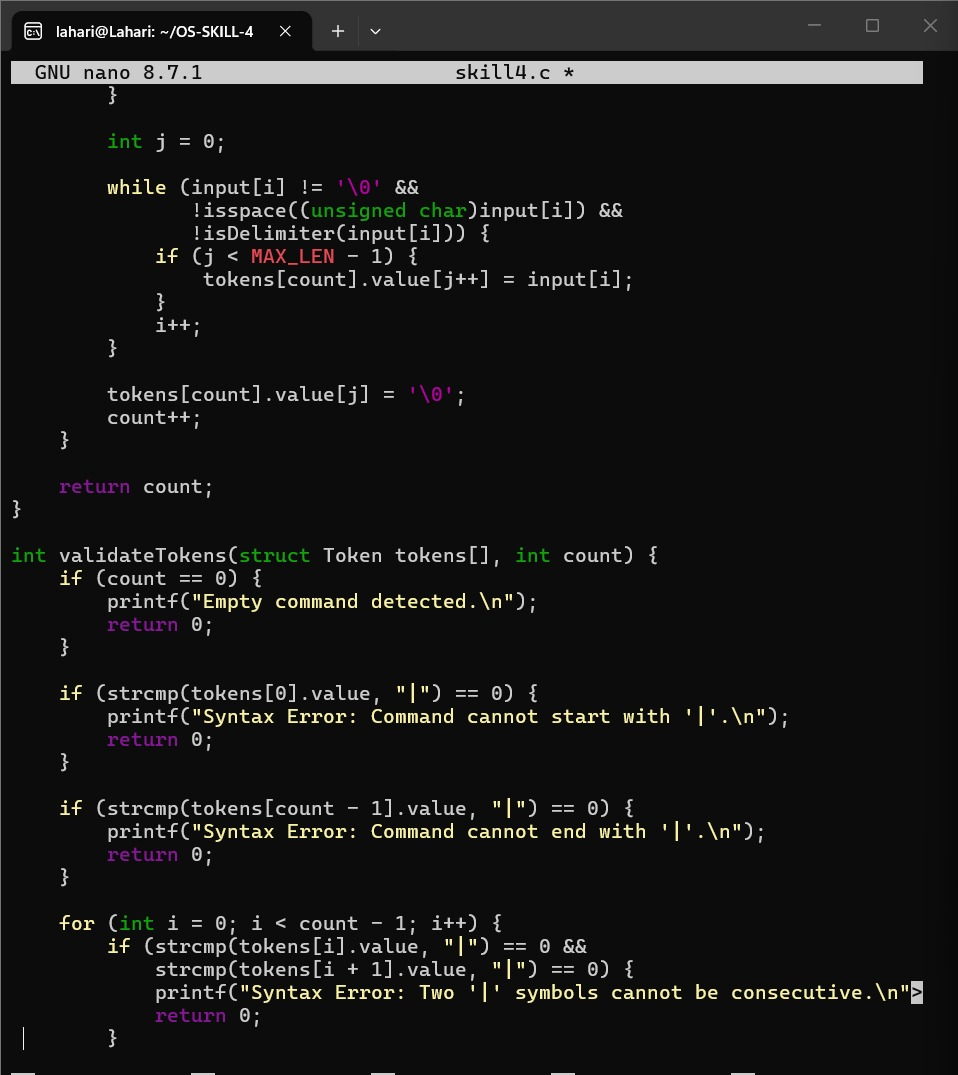 lahari@Lahari: ~/OS-SKILL-4
GNU nano 8.7.1 skill4.c *
        }

        int j = 0;

        while (input[i] != '\0' &&
               !isspace((unsigned char)input[i]) &&
               !isDelimiter(input[i])) {
            if (j < MAX_LEN - 1) {
                tokens[count].value[j++] = input[i];
            }
            i++;
        }

        tokens[count].value[j] = '\0';
        count++;
    }

    return count;
}

int validateTokens(struct Token tokens[], int count) {
    if (count == 0) {
        printf("Empty command detected.\n");
        return 0;
    }

    if (strcmp(tokens[0].value, "|") == 0) {
        printf("Syntax Error: Command cannot start with '|'.\n");
        return 0;
    }

    if (strcmp(tokens[count - 1].value, "|") == 0) {
        printf("Syntax Error: Command cannot end with '|'.\n");
        return 0;
    }

    for (int i = 0; i < count - 1; i++) {
        if (strcmp(tokens[i].value, "|") == 0 &&
            strcmp(tokens[i + 1].value, "|") == 0) {
            printf("Syntax Error: Two '|' symbols cannot be consecutive.\n">
            return 0;
        }